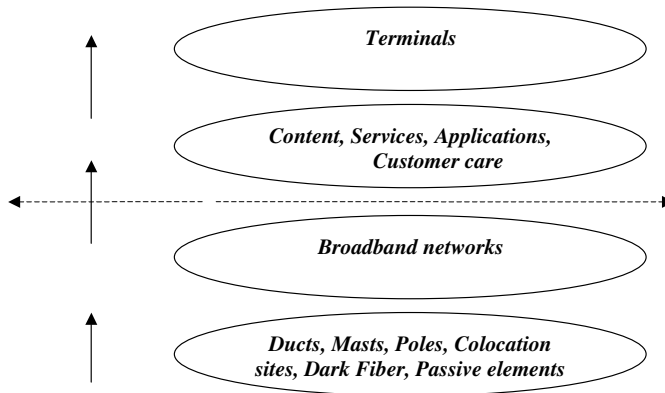 Terminals
Content, Services, Applications,
Customer care
Broadband networks
Ducts, Masts, Poles, Colocation
sites, Dark Fiber, Passive elements